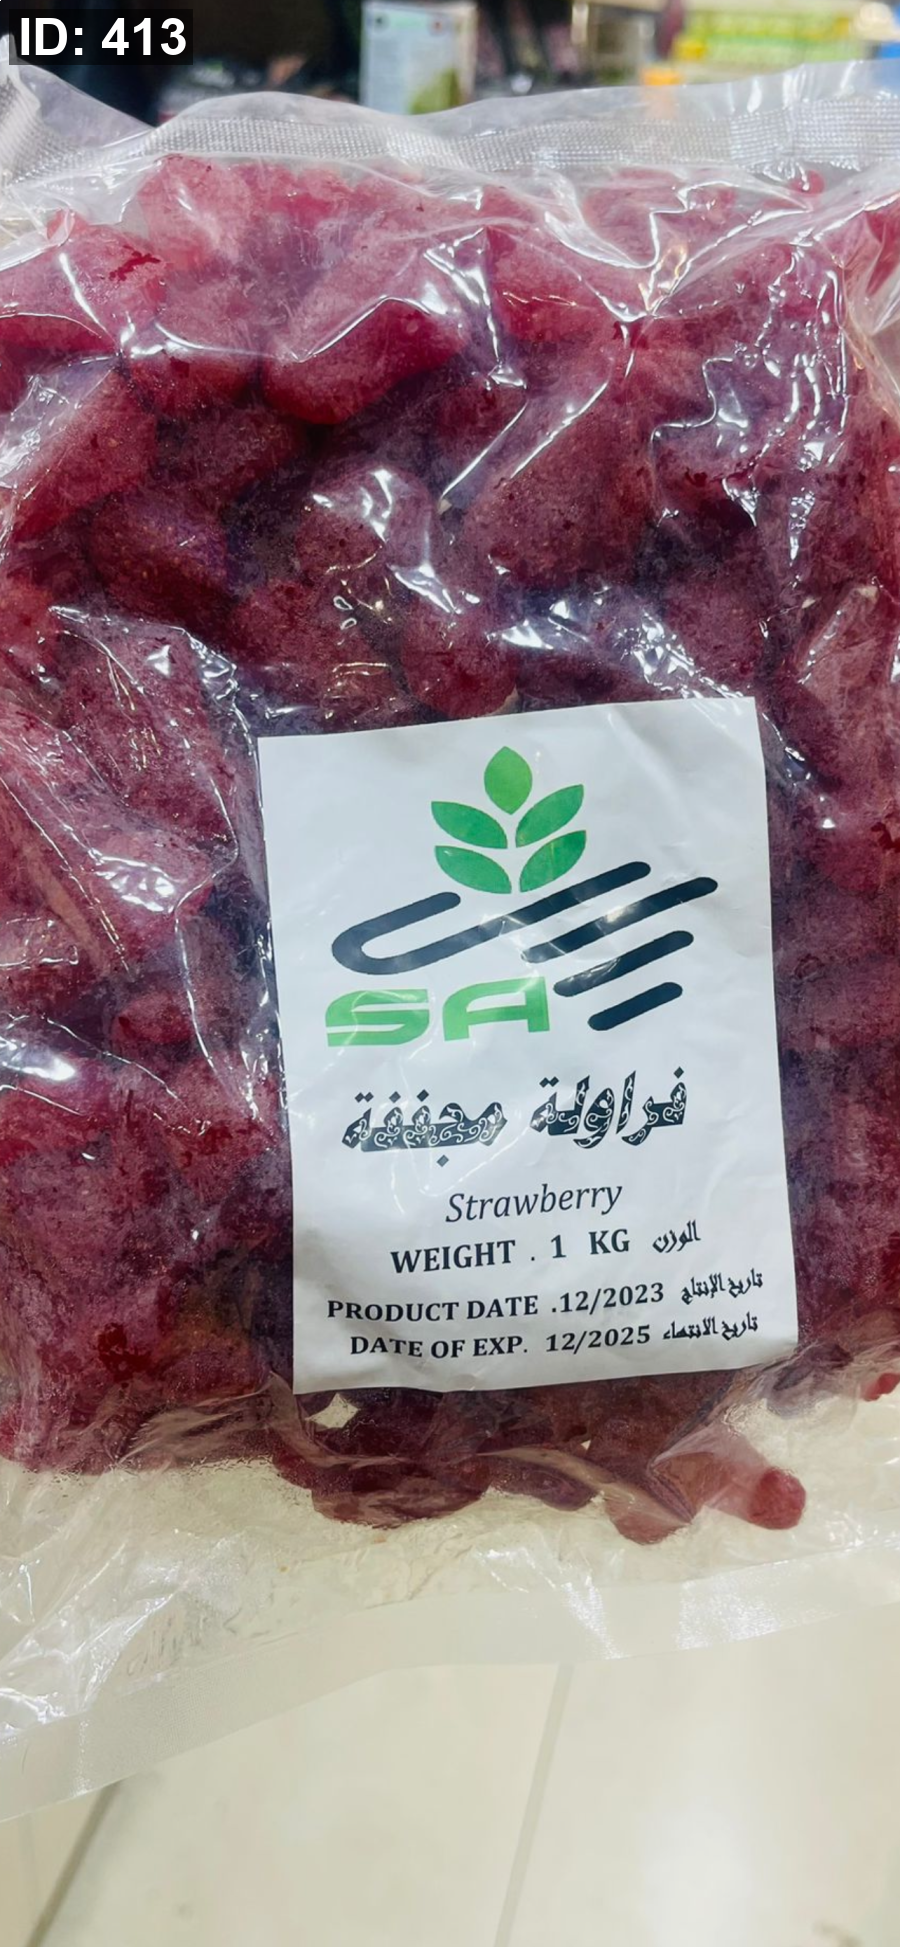 ID: 413
SA
فراولة مجففة
Strawberry
WEIGHT . 1 KG الوزن
PRODUCT DATE .12/2023 تاريخ الإنتاج
DATE OF EXP. 12/2025 تاريخ الانتهاء